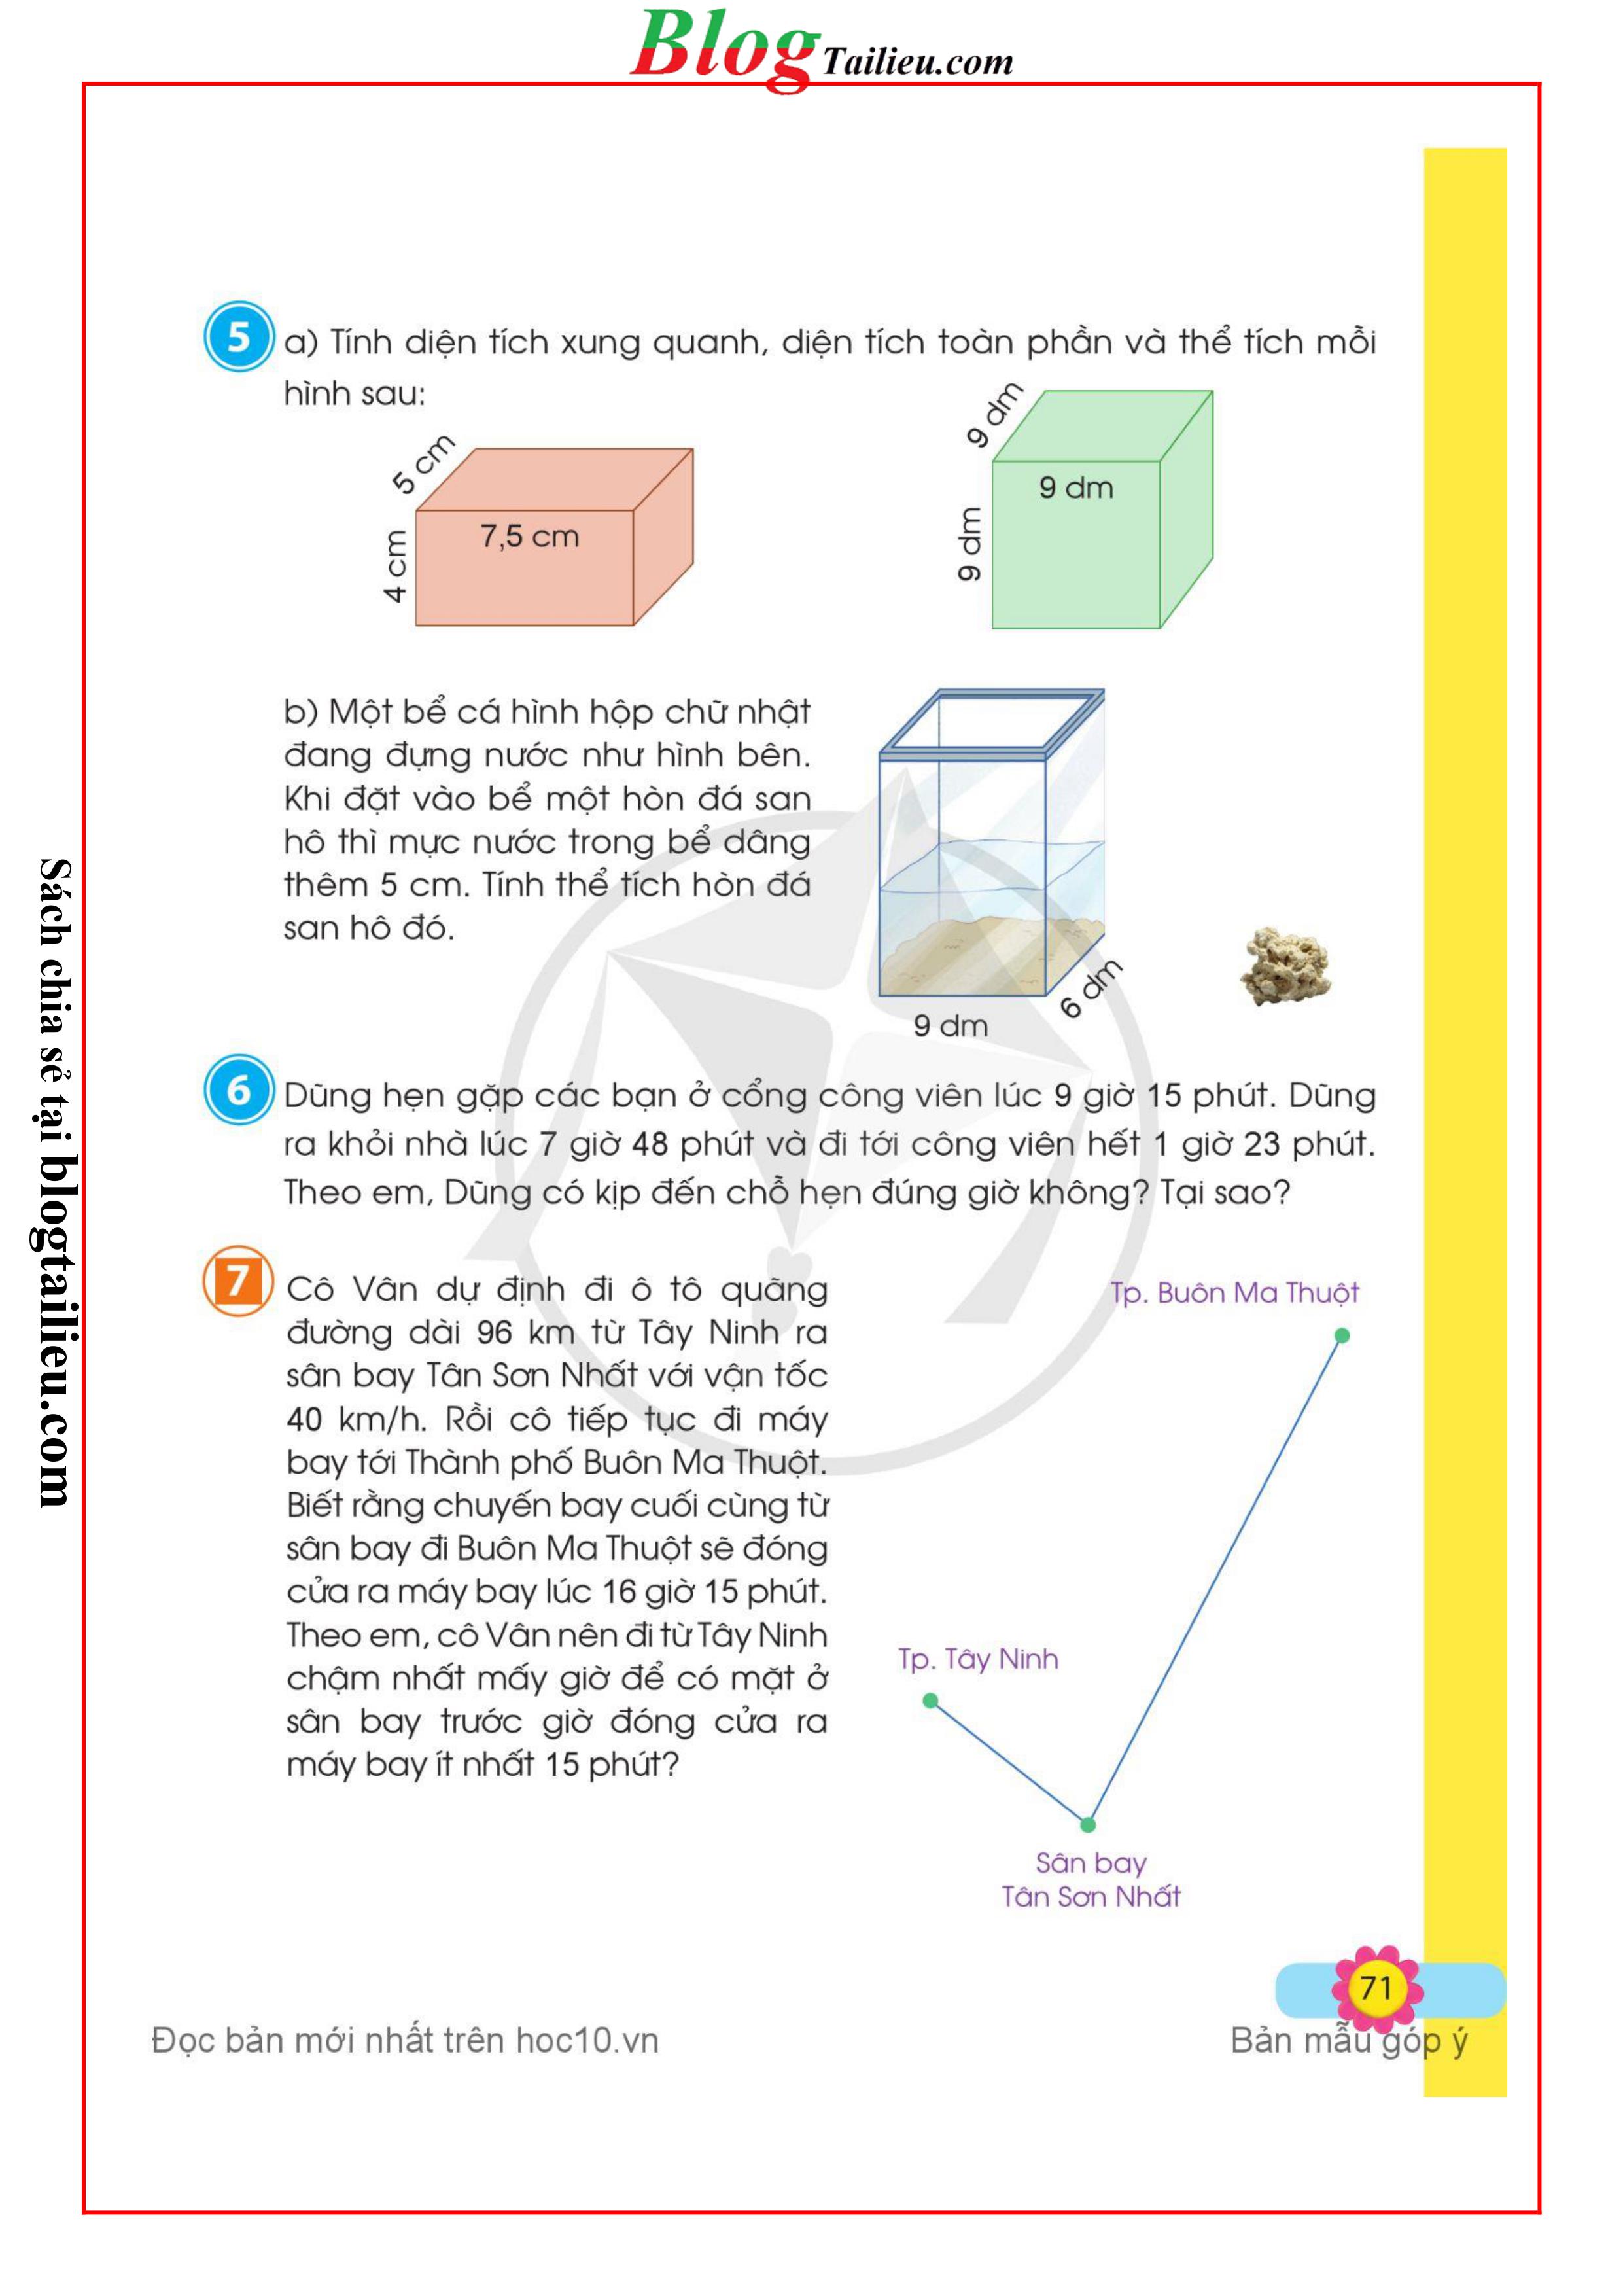 Blog Tailieu.com
Sách chia sẻ tại blogtailieu.com
5 a) Tính diện tích xung quanh, diện tích toàn phần và thể tích mỗi
hình sau:
5 cm
7,5 cm
4 cm
9 dm
9 dm
9 dm
b) Một bể cá hình hộp chữ nhật
đang đựng nước như hình bên.
Khi đặt vào bể một hòn đá san
hô thì mực nước trong bể dâng
thêm 5 cm. Tính thể tích hòn đá
san hô đó.
6 dm
9 dm
6 Dũng hẹn gặp các bạn ở cổng công viên lúc 9 giờ 15 phút. Dũng
ra khỏi nhà lúc 7 giờ 48 phút và đi tới công viên hết 1 giờ 23 phút.
Theo em, Dũng có kịp đến chỗ hẹn đúng giờ không? Tại sao?
7 Cô Vân dự định đi ô tô quãng
đường dài 96 km từ Tây Ninh ra
sân bay Tân Sơn Nhất với vận tốc
40 km/h. Rồi cô tiếp tục đi máy
bay tới Thành phố Buôn Ma Thuột.
Biết rằng chuyến bay cuối cùng từ
sân bay đi Buôn Ma Thuột sẽ đóng
cửa ra máy bay lúc 16 giờ 15 phút.
Theo em, cô Vân nên đi từ Tây Ninh
chậm nhất mấy giờ để có mặt ở
sân bay trước giờ đóng cửa ra
máy bay ít nhất 15 phút?
Tp. Buôn Ma Thuột
Tp. Tây Ninh
Sân bay
Tân Sơn Nhất
71
Đọc bản mới nhất trên hoc10.vn
Bản mẫu góp ý